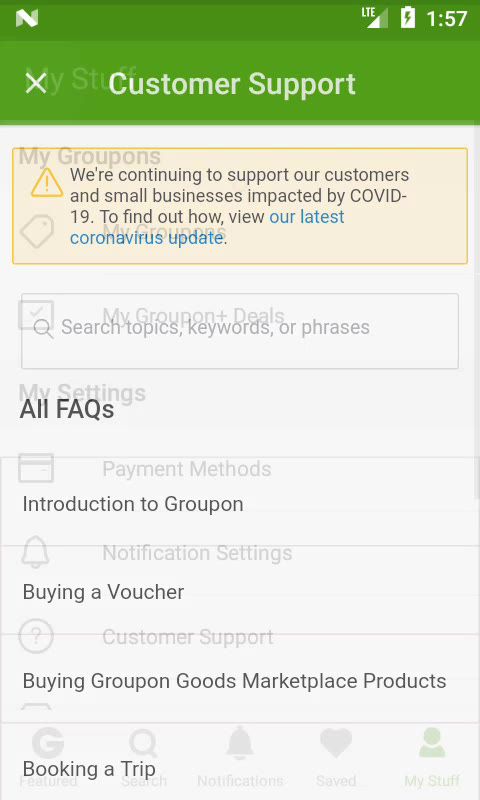 LTE 1:57
My Stuff
Customer Support
My Groupons
We're continuing to support our customers
and small businesses impacted by COVID-
19. To find out how, view our latest
coronavirus update.
My Groupons
My Groupon+ Deals
Search topics, keywords, or phrases
My Settings
All FAQs
Payment Methods
Introduction to Groupon
Notification Settings
Buying a Voucher
Customer Support
Buying Groupon Goods Marketplace Products
Booking a Trip
Featured Search Notifications Saved My Stuff